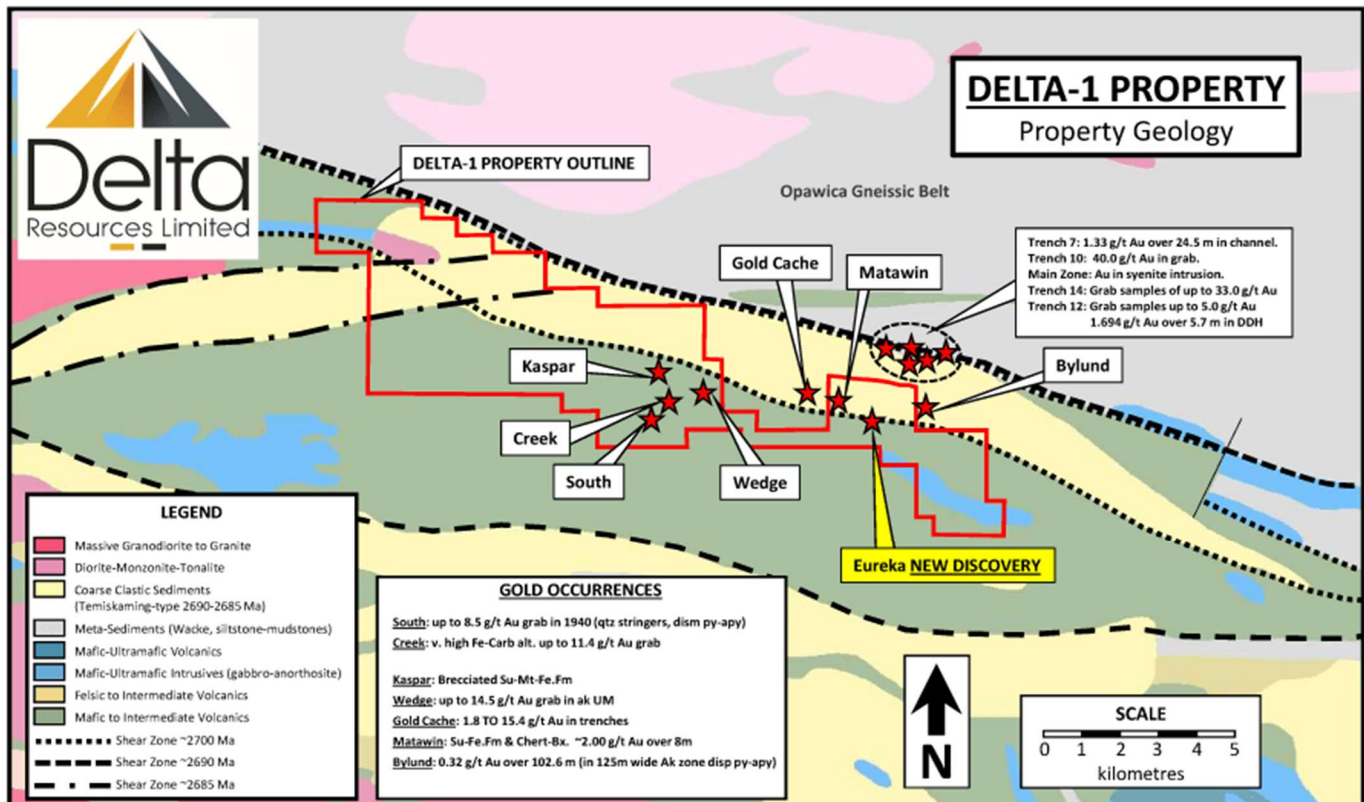 Delta
Resources Limited
DELTA-1 PROPERTY
Property Geology
DELTA-1 PROPERTY OUTLINE
Opawica Gneissic Belt
Trench 7: 1.33 g/t Au over 24.5 m in channel.
Trench 10: 40.0 g/t Au in grab.
Main Zone: Au in syenite intrusion.
Trench 14: Grab samples of up to 33.0 g/t Au
Trench 12: Grab samples up to 5.0 g/t Au
1.694 g/t Au over 5.7 m in DDH
Gold Cache
Matawin
Bylund
Kaspar
Creek
South
Wedge
Eureka NEW DISCOVERY
LEGEND
Massive Granodiorite to Granite
Diorite-Monzonite-Tonalite
Coarse Clastic Sediments
(Temiskaming-type 2690-2685 Ma)
Meta-Sediments (Wacke, siltstone-mudstones)
Mafic-Ultramafic Volcanics
Mafic-Ultramafic Intrusives (gabbro-anorthosite)
Felsic to Intermediate Volcanics
Mafic to Intermediate Volcanics
Shear Zone ~2700 Ma
Shear Zone ~2690 Ma
Shear Zone ~2685 Ma
GOLD OCCURRENCES
South: up to 8.5 g/t Au grab in 1940 (qtz stringers, dism py-apy)
Creek: v. high Fe-Carb alt. up to 11.4 g/t Au grab
Kaspar: Brecciated Su-Mt-Fe.Fm
Wedge: up to 14.5 g/t Au grab in ak UM
Gold Cache: 1.8 TO 15.4 g/t Au in trenches
Matawin: Su-Fe.Fm & Chert-Bx. ~2.00 g/t Au over 8m
Bylund: 0.32 g/t Au over 102.6 m (in 125m wide Ak zone disp py-apy)
N
SCALE
0 1 2 3 4 5
kilometres